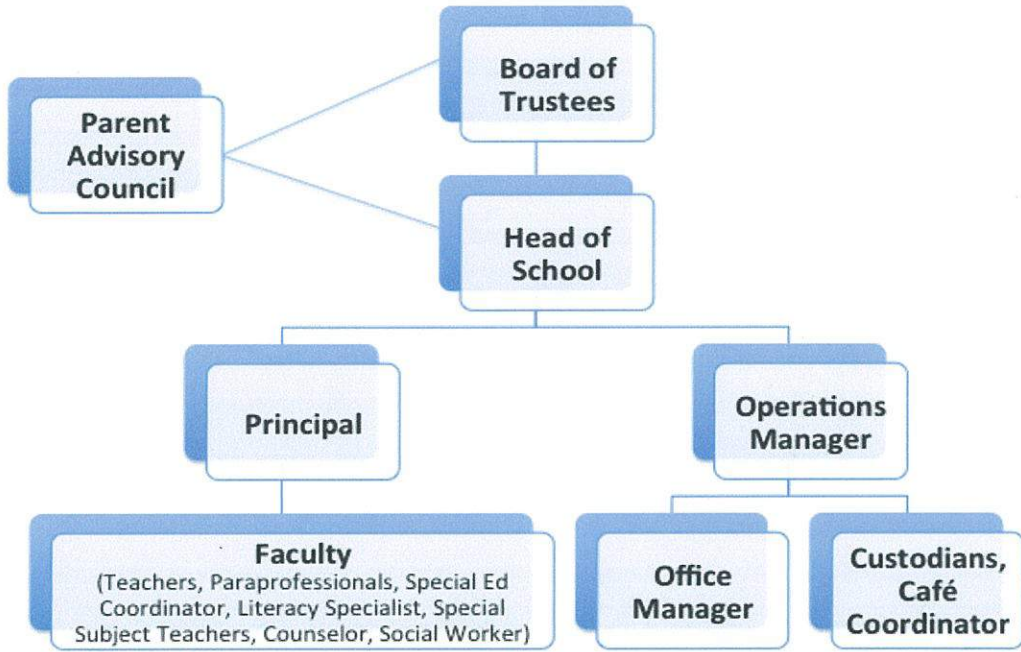 Board of
Trustees
Parent
Advisory
Council
Head of
School
Principal
Operations
Manager
Faculty
(Teachers, Paraprofessionals, Special Ed
Coordinator, Literacy Specialist, Special
Subject Teachers, Counselor, Social Worker)
Office
Manager
Custodians,
Café
Coordinator